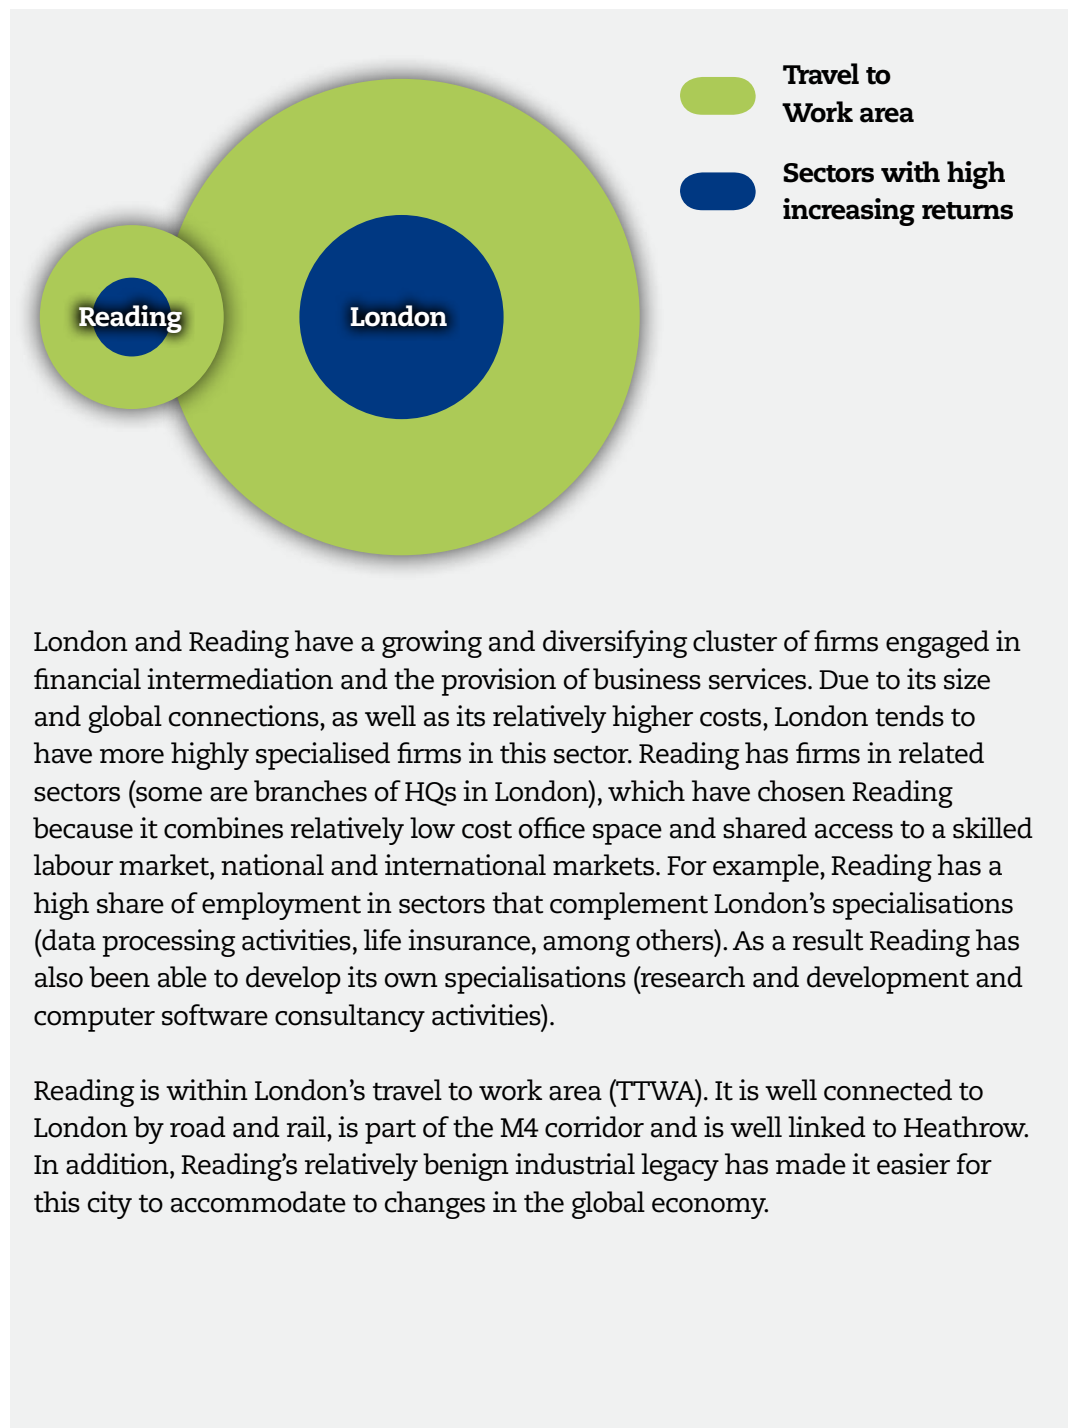 Travel to
Work area
Sectors with high
increasing returns
Reading
London
London and Reading have a growing and diversifying cluster of firms engaged in
financial intermediation and the provision of business services. Due to its size
and global connections, as well as its relatively higher costs, London tends to
have more highly specialised firms in this sector. Reading has firms in related
sectors (some are branches of HQs in London), which have chosen Reading
because it combines relatively low cost office space and shared access to a skilled
labour market, national and international markets. For example, Reading has a
high share of employment in sectors that complement London’s specialisations
(data processing activities, life insurance, among others). As a result Reading has
also been able to develop its own specialisations (research and development and
computer software consultancy activities).
Reading is within London’s travel to work area (TTWA). It is well connected to
London by road and rail, is part of the M4 corridor and is well linked to Heathrow.
In addition, Reading’s relatively benign industrial legacy has made it easier for
this city to accommodate to changes in the global economy.